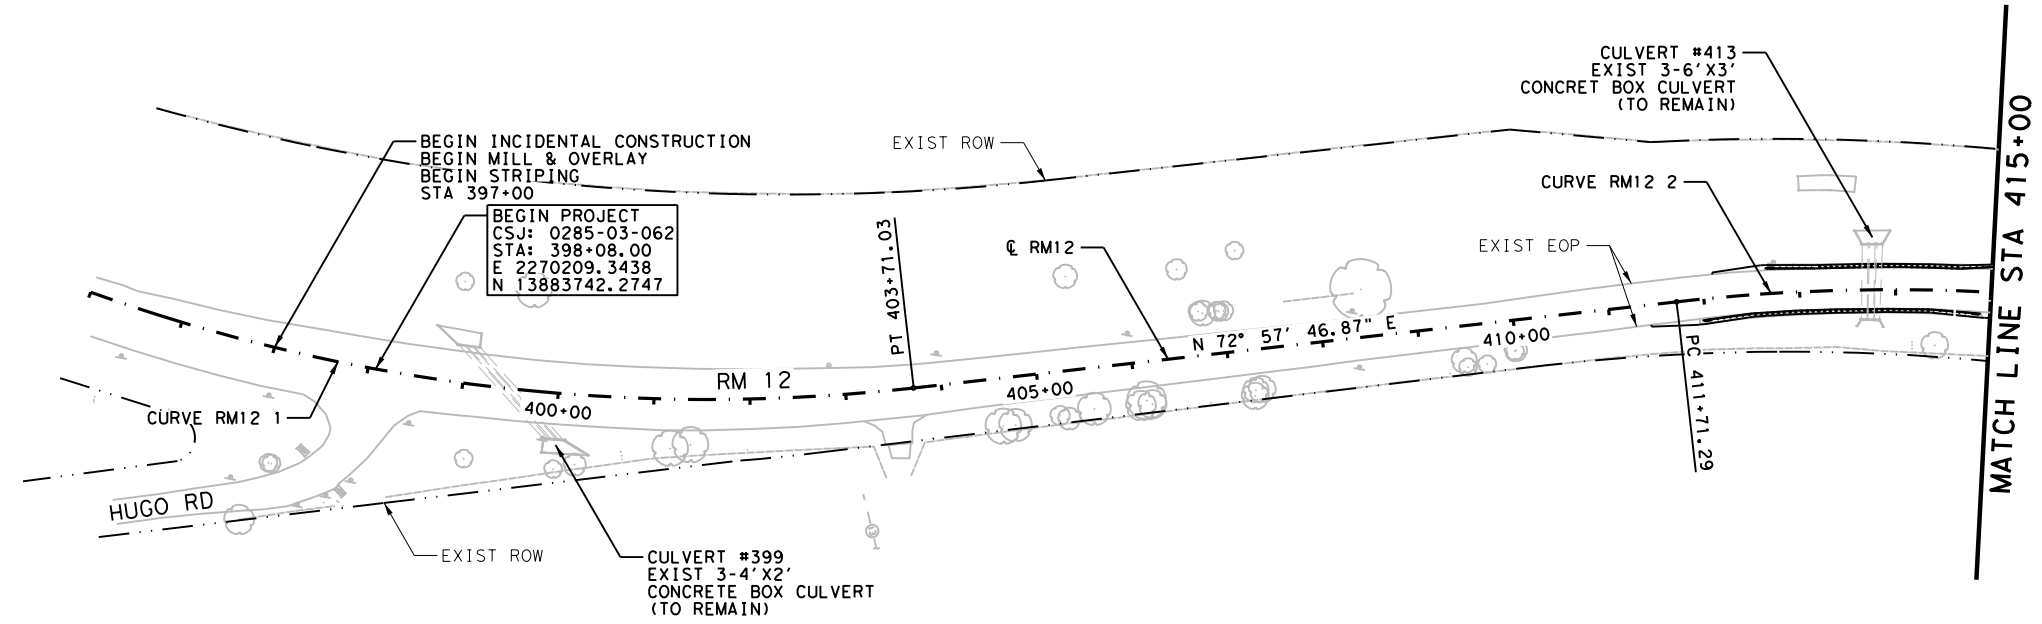 CULVERT #413
EXIST 3-6'X3'
CONCRET BOX CULVERT
(TO REMAIN)
MATCH LINE STA 415+00
BEGIN INCIDENTAL CONSTRUCTION
BEGIN MILL & OVERLAY
BEGIN STRIPING
STA 397+00
EXIST ROW
CURVE RM12 2
BEGIN PROJECT
CSJ: 0285-03-062
STA: 398+08.00
E 2270209.3438
N 13883742.2747
PT 403+71.03
℄ RM12
EXIST EOP
N 72° 57' 46.87" E
410+00
PC 411+71.29
RM 12
405+00
400+00
CURVE RM12 1
HUGO RD
EXIST ROW
CULVERT #399
EXIST 3-4'X2'
CONCRETE BOX CULVERT
(TO REMAIN)